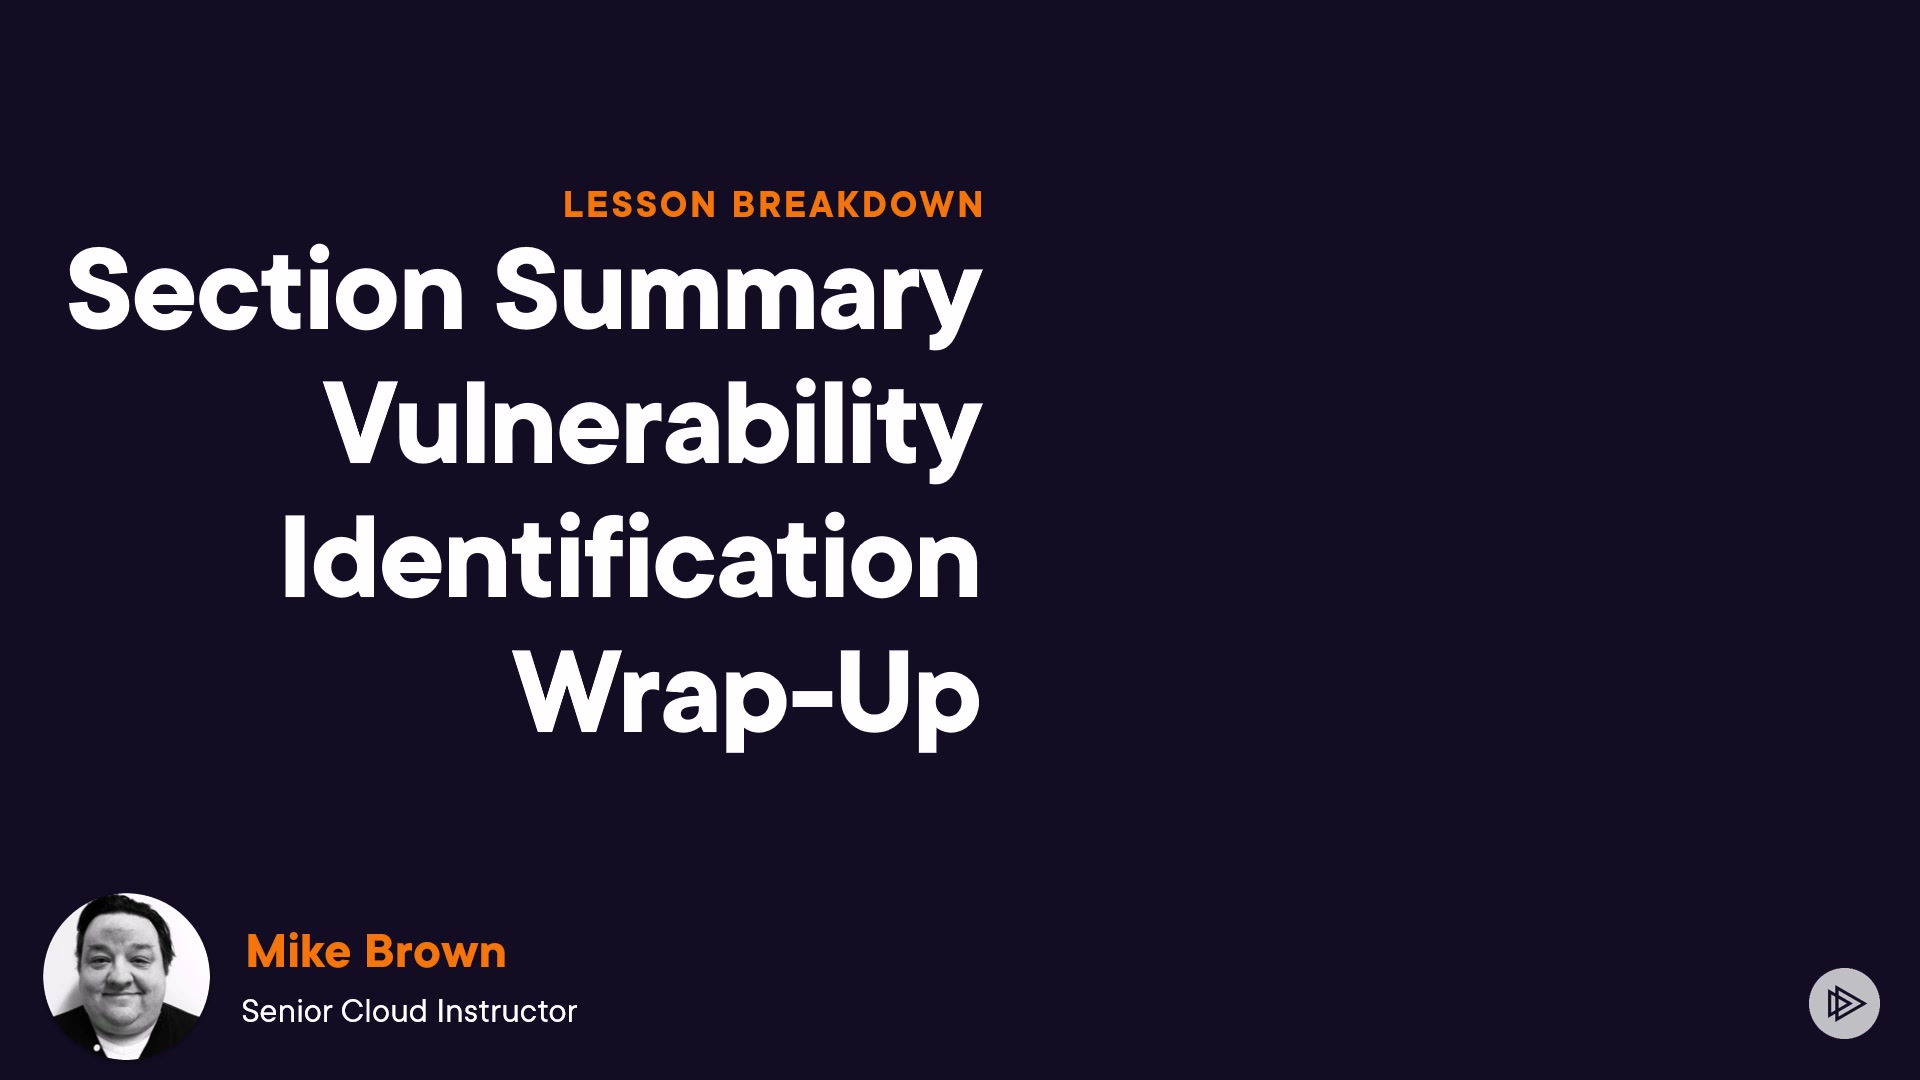 LESSON BREAKDOWN
Section Summary
Vulnerability
Identification
Wrap-Up
Mike Brown
Senior Cloud Instructor